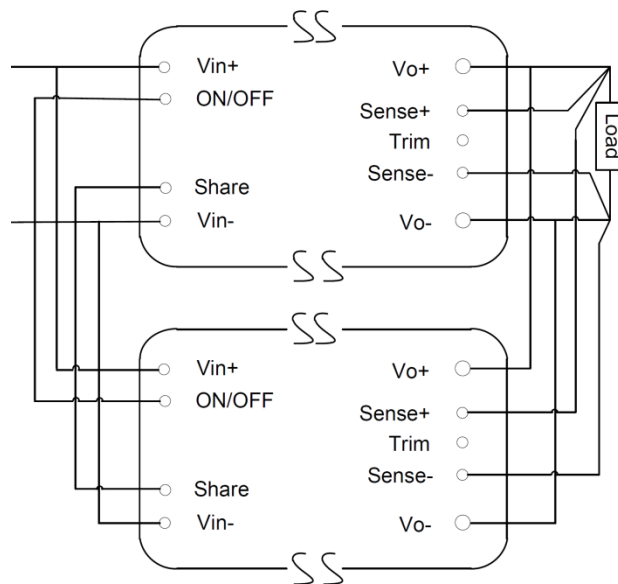 Vin+
Vo+
ON/OFF
Sense+
Load
Trim
Share
Sense-
Vin-
Vo-
Vin+
Vo+
ON/OFF
Sense+
Trim
Share
Sense-
Vin-
Vo-